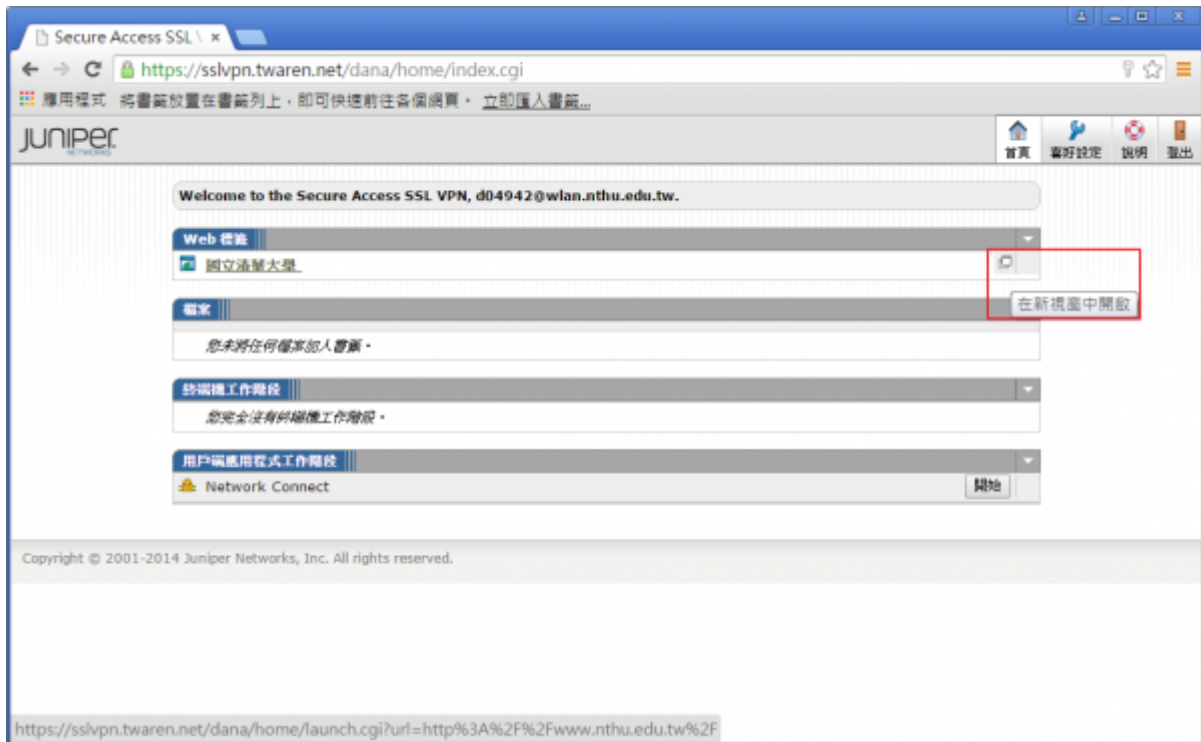 Secure Access SSL \ ×
https://sslvpn.twaren.net/dana/home/index.cgi
應用程式 將書籤放置在書籤列上，即可快速前往各個網頁。 立即匯入書籤...
JUNIPER NETWORKS
首頁 喜好設定 說明 登出
Welcome to the Secure Access SSL VPN, d04942@wlan.nthu.edu.tw.
Web 標籤
國立清華大學
在新視窗中開啟
檔案
您未將任何檔案加入書籤。
終端機工作階段
您完全沒有終端機工作階段。
用戶端應用程式工作階段
Network Connect 開始
Copyright © 2001-2014 Juniper Networks, Inc. All rights reserved.
https://sslvpn.twaren.net/dana/home/launch.cgi?url=http%3A%2F%2Fwww.nthu.edu.tw%2F